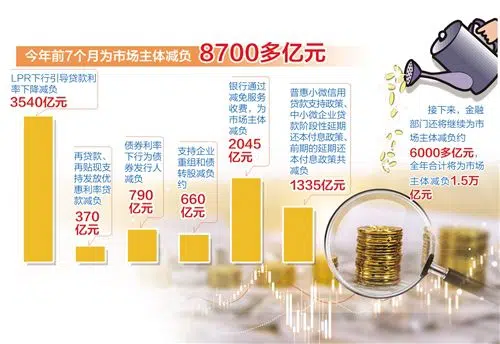 今年前7个月为市场主体减负 8700多亿元
LPR下行引导贷款利
率下降减负
3540亿元
再贷款、
再贴现支
持发放优
惠利率贷
款减负
370
亿元
债券利率
下行为债
券发行人
减负
790
亿元
支持企业
重组和债
转股减负
约
660
亿元
银行通过
减免服务
收费，为
市场主体
减负
2045
亿元
普惠小微信用
贷款支持政策、
中小微企业贷
款阶段性延期
还本付息政策、
前期的延期还
本付息政策共
减负
1335亿元
接下来，金融
部门还将继续为市
场主体减负约
6000多亿元，
全年合计将为市场
主体减负1.5万
亿元